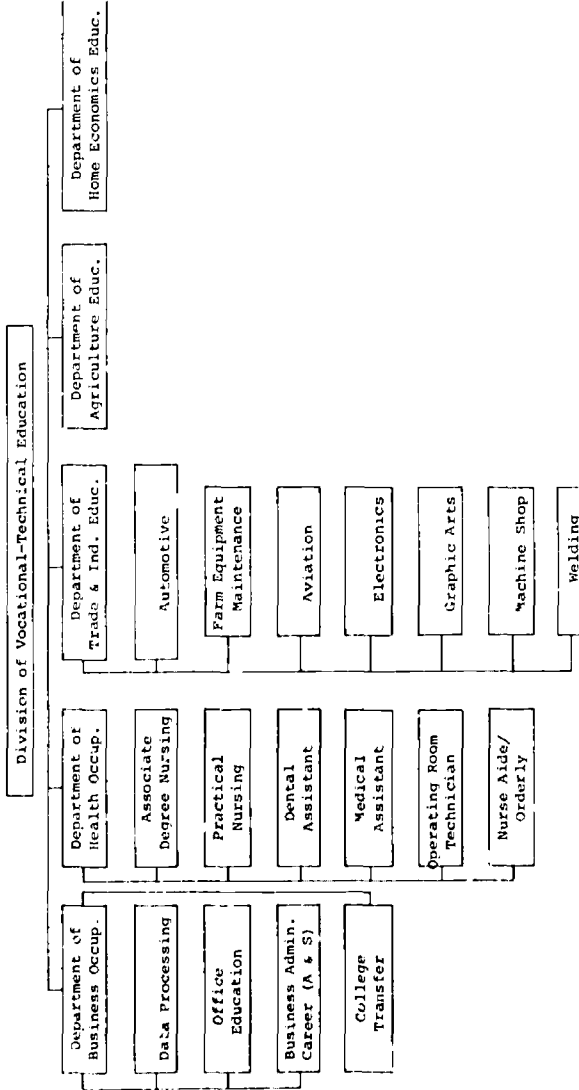 Division of Vocational-Technical Education
Department of
Business Occup.
Data Processing
Office
Education
Business Admin.
Career (A & S)
College
Transfer
Department of
Health Occup.
Associate
Degree Nursing
Practical
Nursing
Dental
Assistant
Medical
Assistant
Operating Room
Technician
Nurse Aide/
Orderly
Department of
Trade & Ind. Educ.
Automotive
Farm Equipment
Maintenance
Aviation
Electronics
Graphic Arts
Machine Shop
Welding
Department of
Agriculture Educ.
Department of
Home Economics Educ.